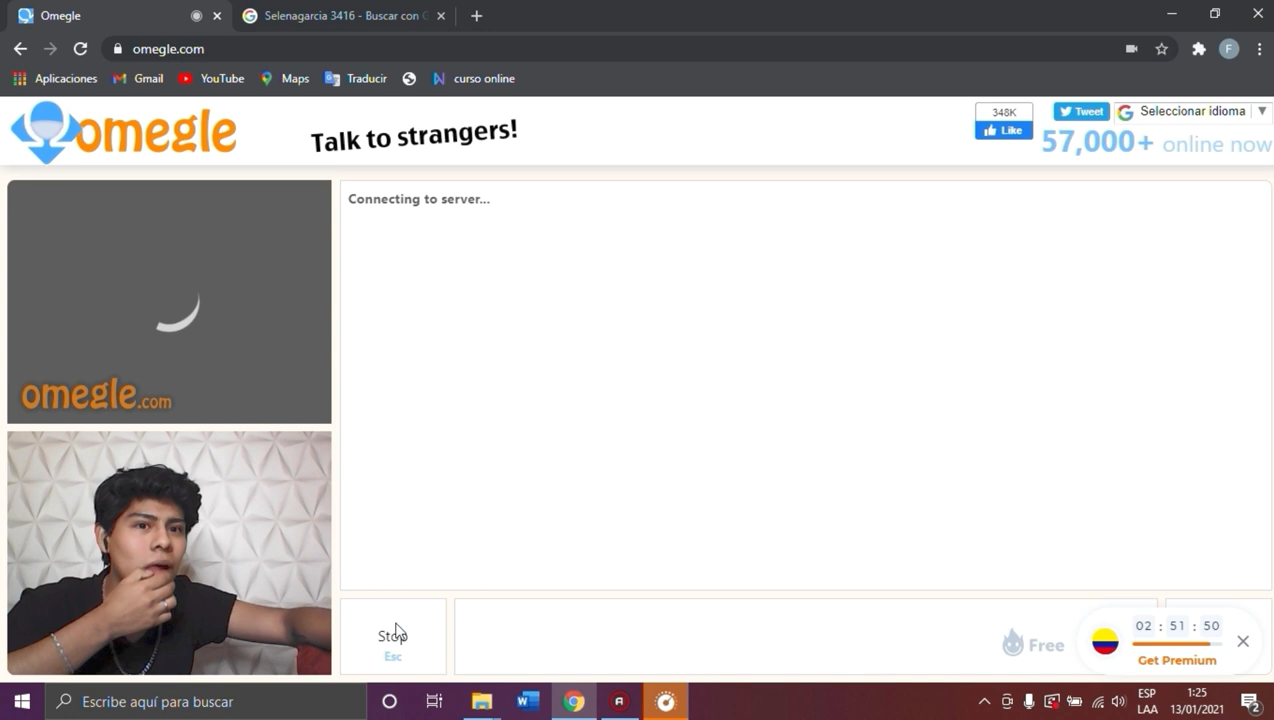 Omegle
Selenagarcia 3416 - Buscar con G
omegle.com
Aplicaciones
Gmail
YouTube
Maps
Traducir
curso online
omegle
Talk to strangers!
348K
Like
Tweet
Seleccionar idioma
57,000+ online now
Connecting to server...
omegle.com
Stop
Esc
Free
02 : 51 : 50
Get Premium
Escribe aquí para buscar
ESP
LAA
1:25
13/01/2021
2